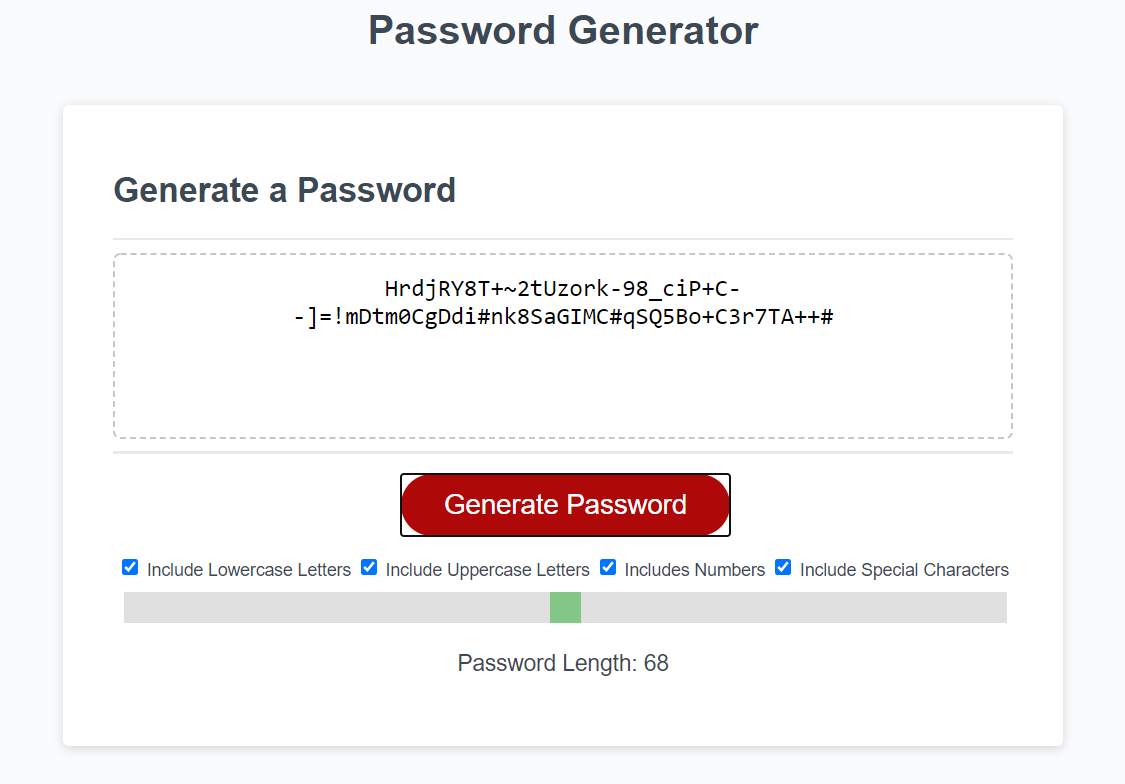 Password Generator
Generate a Password
HrdjRY8T+~2tUzork-98_ciP+C-
-]=!mDtm0CgDdi#nk8SaGIMC#qSQ5Bo+C3r7TA++#
Generate Password
Include Lowercase Letters Include Uppercase Letters Includes Numbers Include Special Characters
Password Length: 68